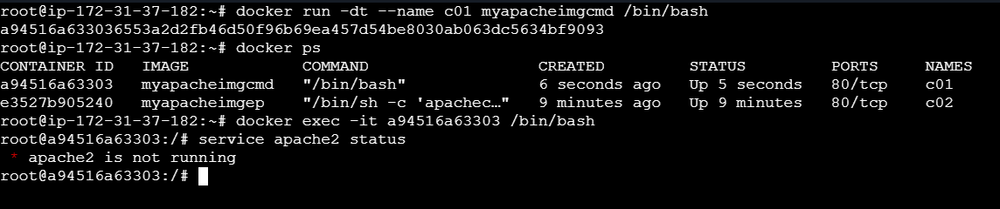 root@ip-172-31-37-182:~# docker run -dt --name c01 myapacheimgcmd /bin/bash
a94516a633036553a2d2fb46d50f96b69ea457d54be8030ab063dc5634bf9093
root@ip-172-31-37-182:~# docker ps
CONTAINER ID   IMAGE            COMMAND                  CREATED         STATUS         PORTS     NAMES
a94516a63303   myapacheimgcmd   "/bin/bash"              6 seconds ago   Up 5 seconds   80/tcp    c01
e3527b905240   myapacheimgep    "/bin/sh -c 'apachec…"   9 minutes ago   Up 9 minutes   80/tcp    c02
root@ip-172-31-37-182:~# docker exec -it a94516a63303 /bin/bash
root@a94516a63303:/# service apache2 status
 * apache2 is not running
root@a94516a63303:/#